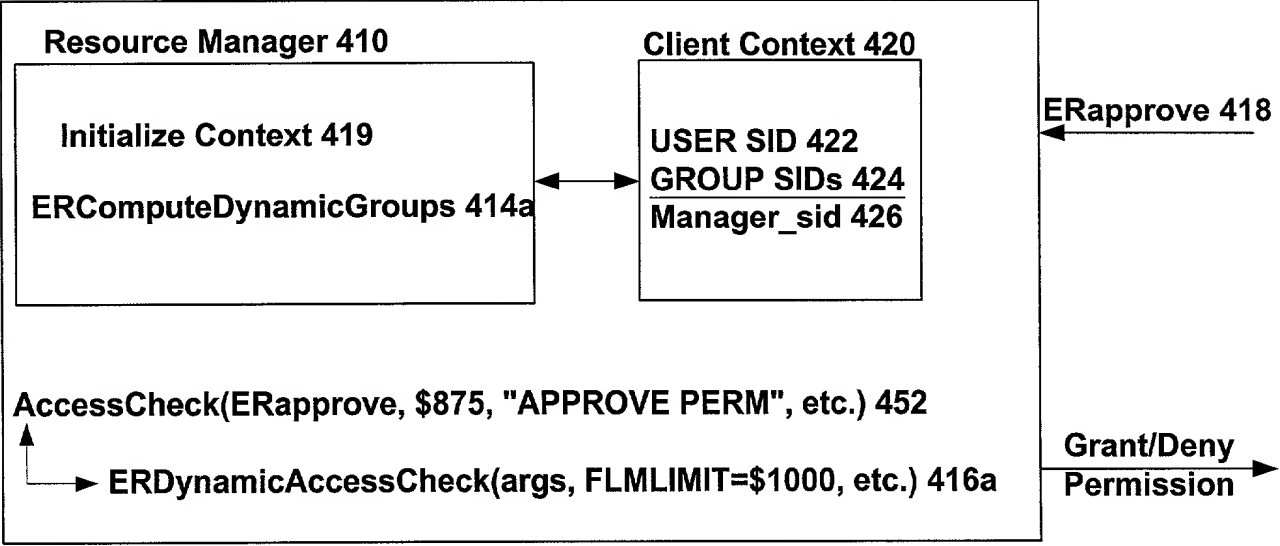 Resource Manager 410
Client Context 420
Initialize Context 419
ERComputeDynamicGroups 414a
USER SID 422
GROUP SIDs 424
Manager_sid 426
ERapprove 418
AccessCheck(ERapprove, $875, "APPROVE PERM", etc.) 452
ERDynamicAccessCheck(args, FLMLIMIT=$1000, etc.) 416a
Grant/Deny
Permission